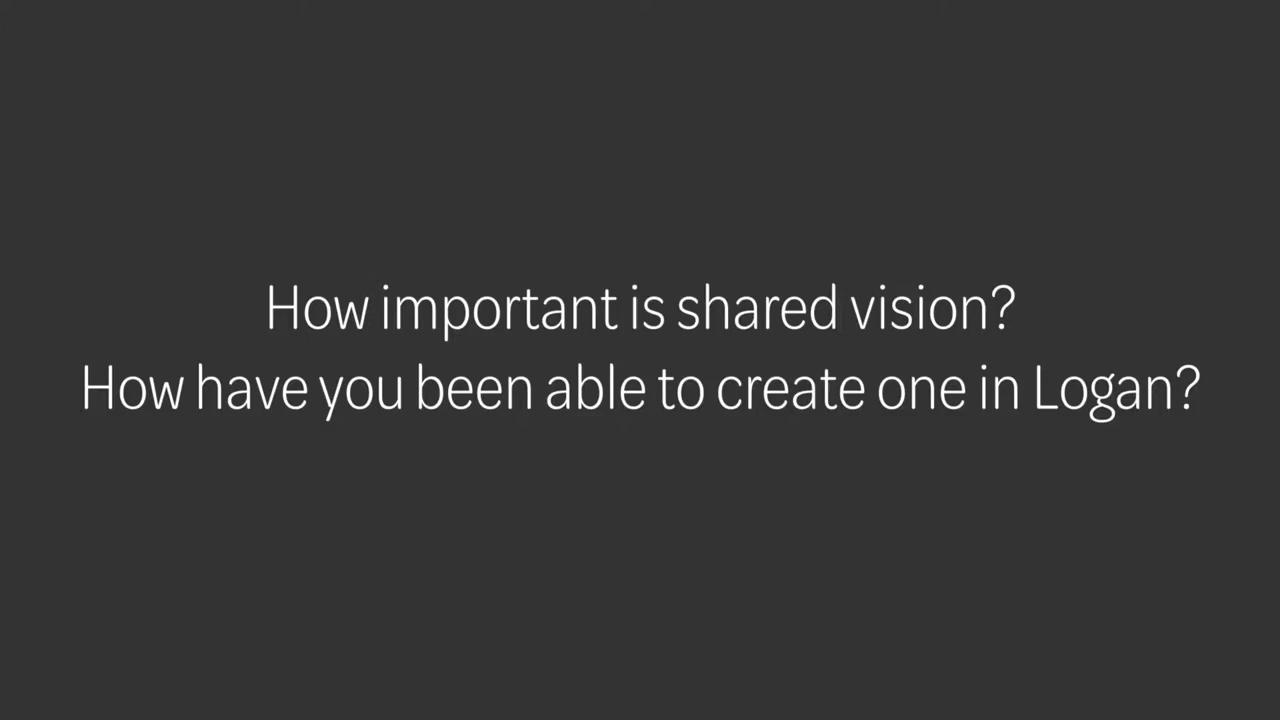 How important is shared vision?
How have you been able to create one in Logan?